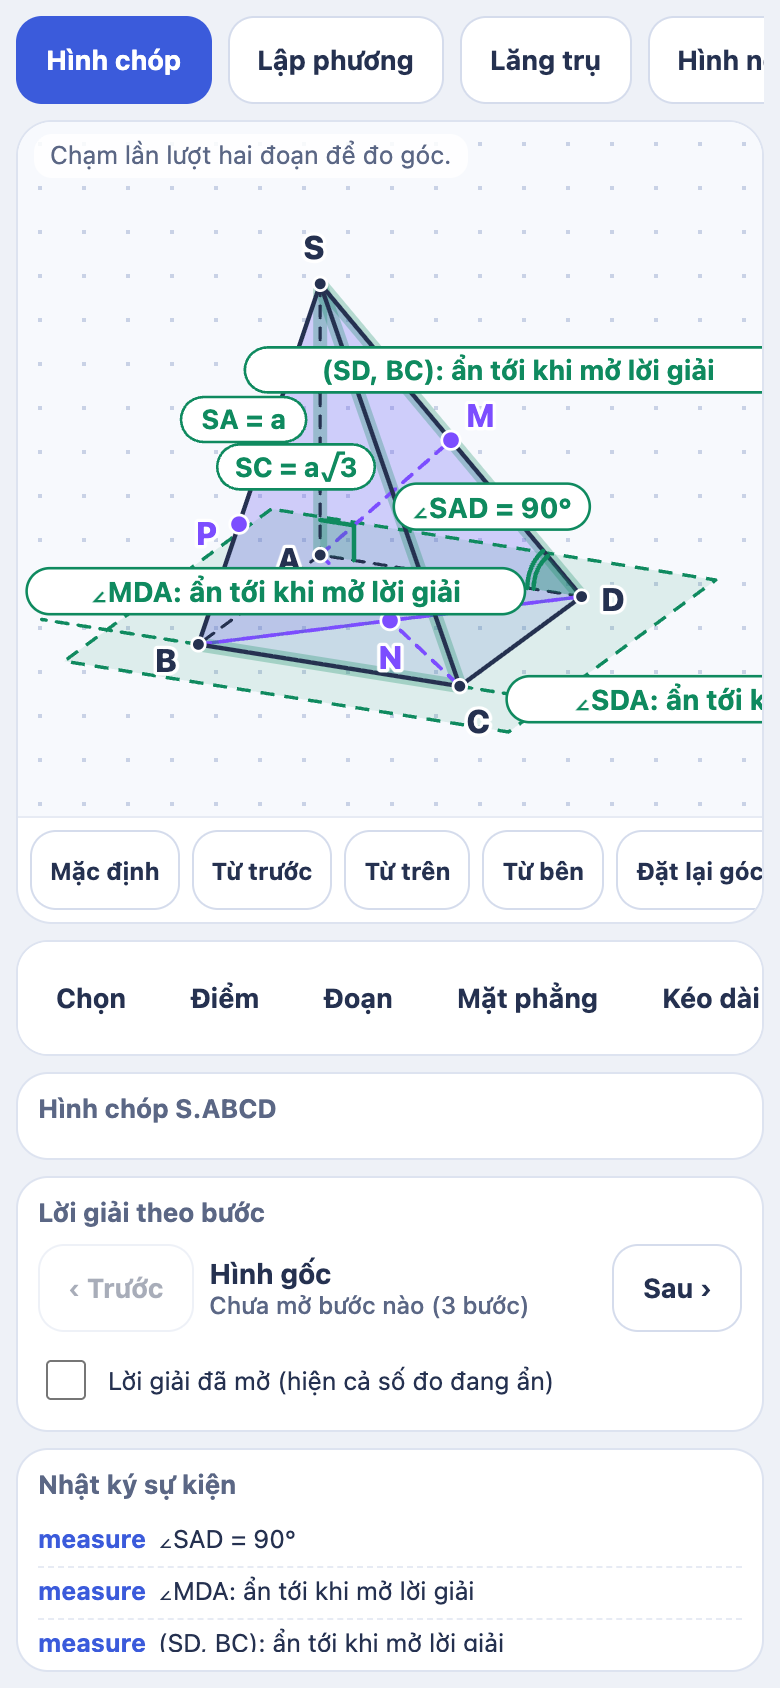 Hình chóp
Lập phương
Lăng trụ
Chạm lần lượt hai đoạn để đo góc.
S
(SD, BC): ẩn tới khi mở lời giải
SA = a
M
SC = a√3
∠SAD = 90°
P
A
∠MDA: ẩn tới khi mở lời giải
D
B
N
∠SDA: ẩn tới
C
Mặc định
Từ trước
Từ trên
Từ bên
Đặt lại góc
Chọn
Điểm
Đoạn
Mặt phẳng
Kéo dài
Hình chóp S.ABCD
Lời giải theo bước
‹ Trước
Hình gốc
Chưa mở bước nào (3 bước)
Sau ›
Lời giải đã mở (hiện cả số đo đang ẩn)
Nhật ký sự kiện
measure ∠SAD = 90°
measure ∠MDA: ẩn tới khi mở lời giải
measure (SD, BC): ẩn tới khi mở lời giải